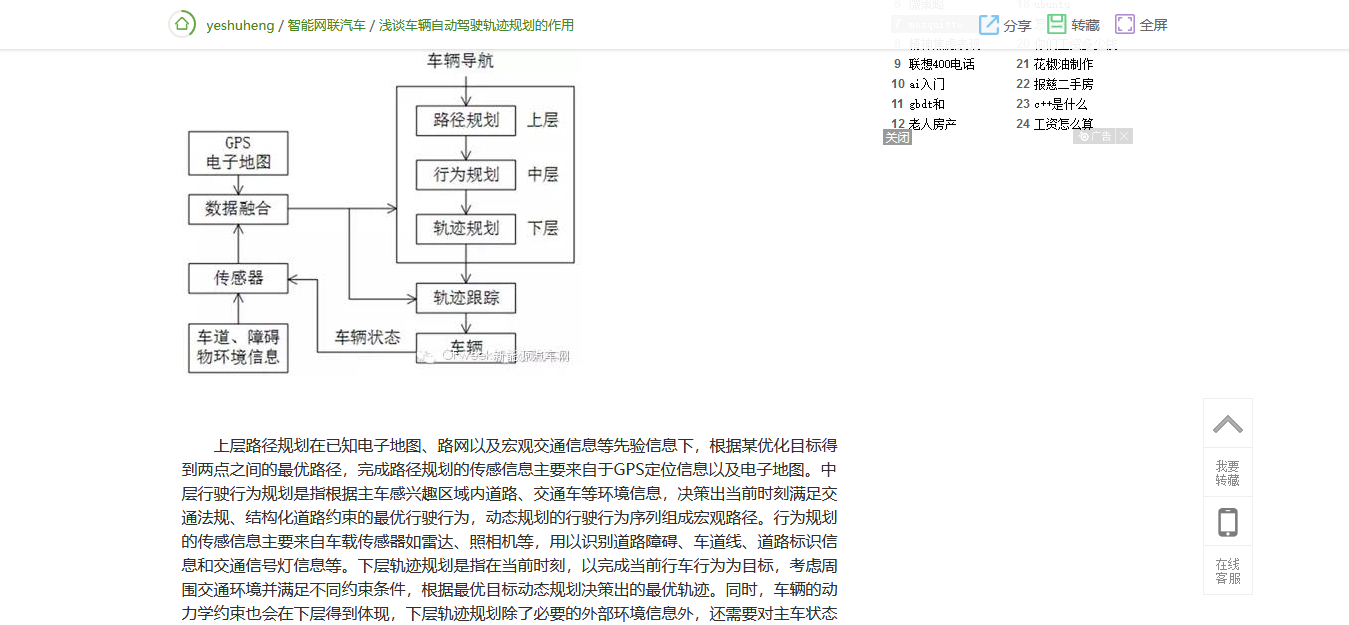 yeshuheng / 智能网联汽车 / 浅谈车辆自动驾驶轨迹规划的作用
分享
转藏
全屏
9 联想400电话
10 ai入门
11 gbdt和
12 老人房产
21 花椒油制作
22 报慈二手房
23 c++是什么
24 工资怎么算
关闭
广告
车辆导航
路径规划
上层
行为规划
中层
轨迹规划
下层
GPS
电子地图
数据融合
传感器
车道、障碍
物环境信息
轨迹跟踪
车辆状态
车辆
上层路径规划在已知电子地图、路网以及宏观交通信息等先验信息下，根据某优化目标得
到两点之间的最优路径，完成路径规划的传感信息主要来自于GPS定位信息以及电子地图。中
层行驶行为规划是指根据主车感兴趣区域内道路、交通车等环境信息，决策出当前时刻满足交
通法规、结构化道路约束的最优行驶行为，动态规划的行驶行为序列组成宏观路径。行为规划
的传感信息主要来自车载传感器如雷达、照相机等，用以识别道路障碍、车道线、道路标识信
息和交通信号灯信息等。下层轨迹规划是指在当前时刻，以完成当前行车行为为目标，考虑周
围交通环境并满足不同约束条件，根据最优目标动态规划决策出的最优轨迹。同时，车辆的动
力学约束也会在下层得到体现，下层轨迹规划除了必要的外部环境信息外，还需要对主车状态
我要
转藏
在线
客服